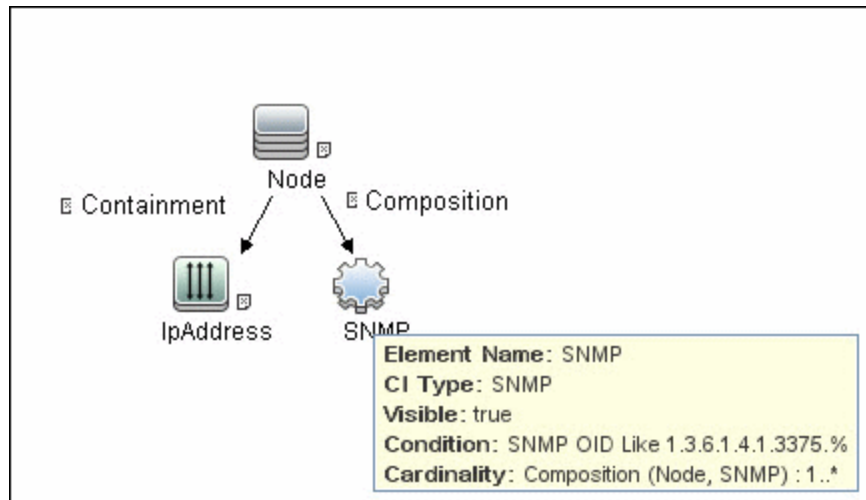 Node
Containment
Composition
IpAddress
SNMP
Element Name: SNMP
CI Type: SNMP
Visible: true
Condition: SNMP OID Like 1.3.6.1.4.1.3375.%
Cardinality: Composition (Node, SNMP) : 1..*